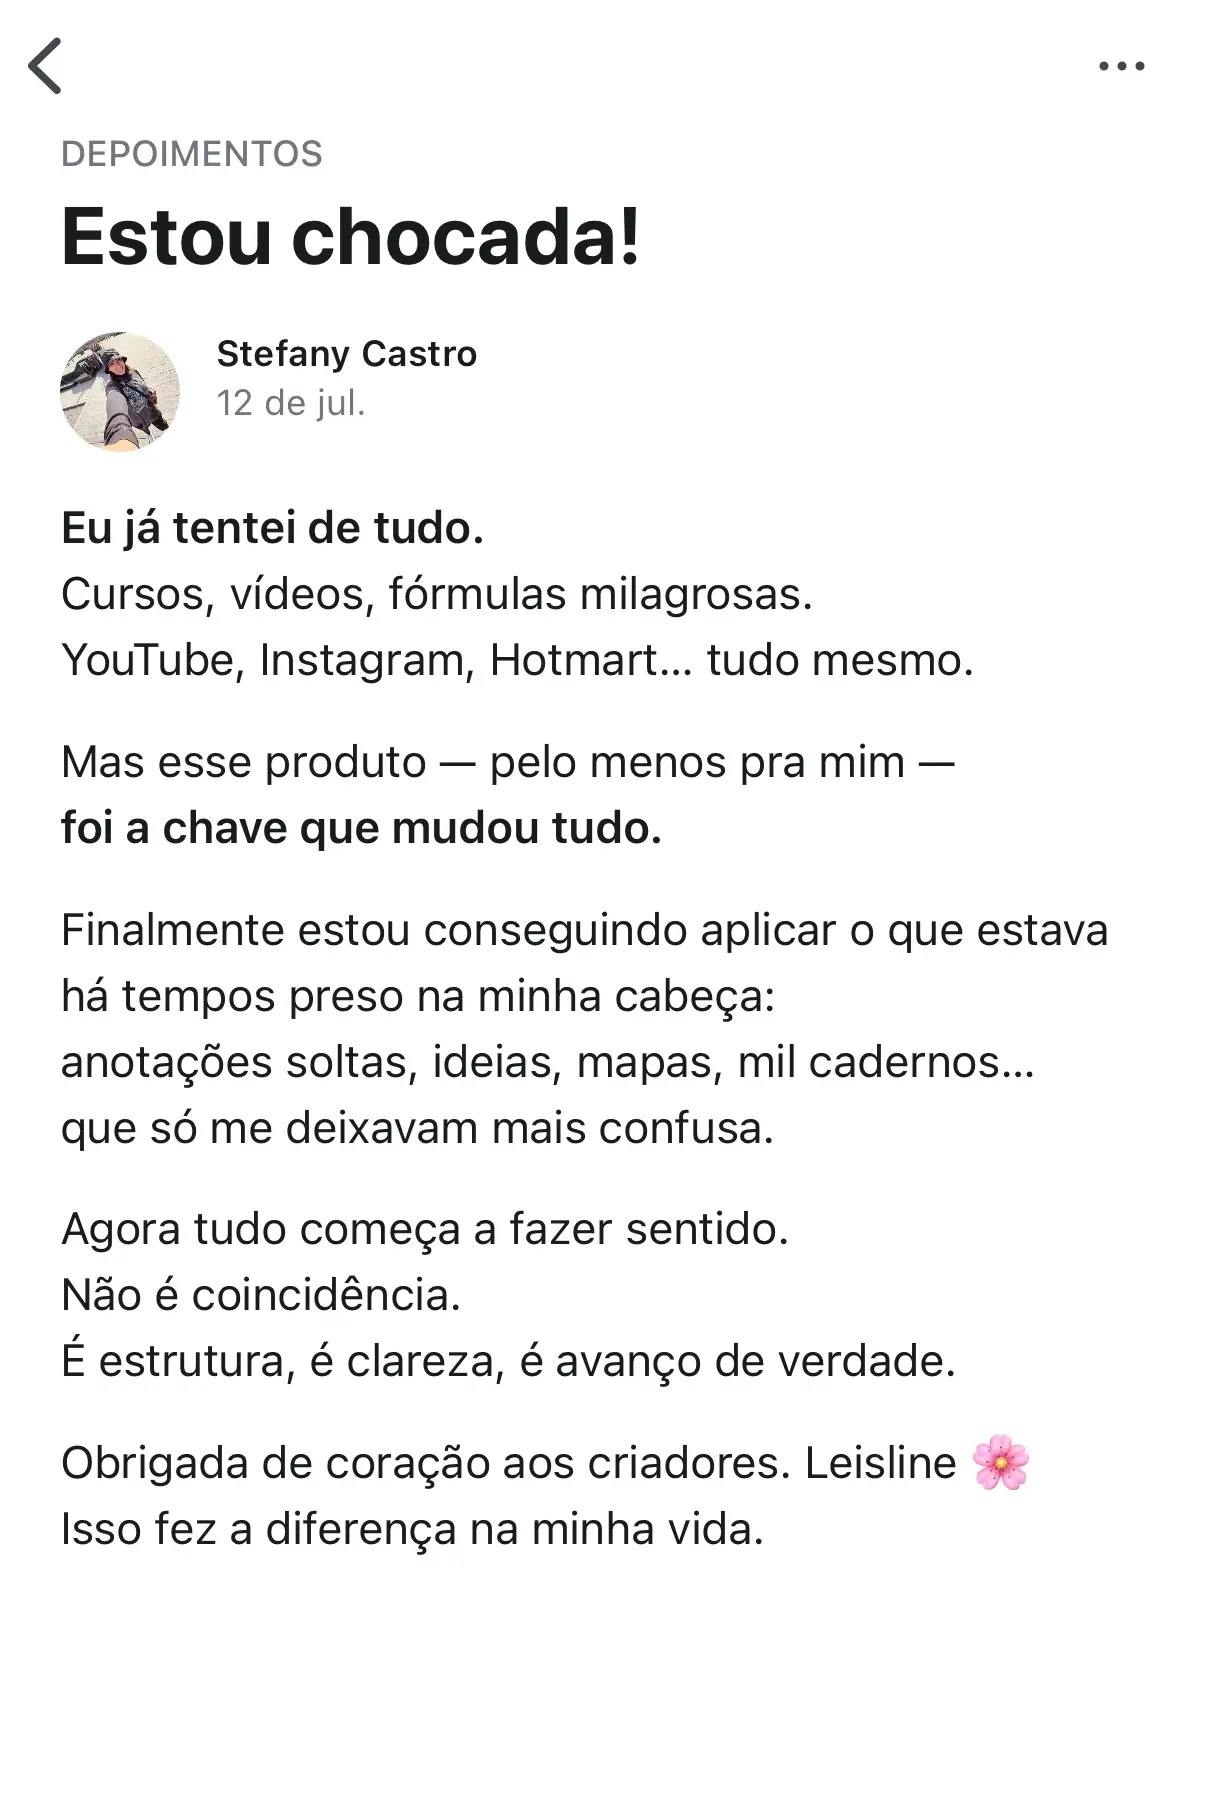 DEPOIMENTOS
Estou chocada!
Stefany Castro
12 de jul.
Eu já tentei de tudo.
Cursos, vídeos, fórmulas milagrosas.
YouTube, Instagram, Hotmart... tudo mesmo.
Mas esse produto — pelo menos pra mim —
foi a chave que mudou tudo.
Finalmente estou conseguindo aplicar o que estava
há tempos preso na minha cabeça:
anotações soltas, ideias, mapas, mil cadernos...
que só me deixavam mais confusa.
Agora tudo começa a fazer sentido.
Não é coincidência.
É estrutura, é clareza, é avanço de verdade.
Obrigada de coração aos criadores. Leisline 🌸
Isso fez a diferença na minha vida.